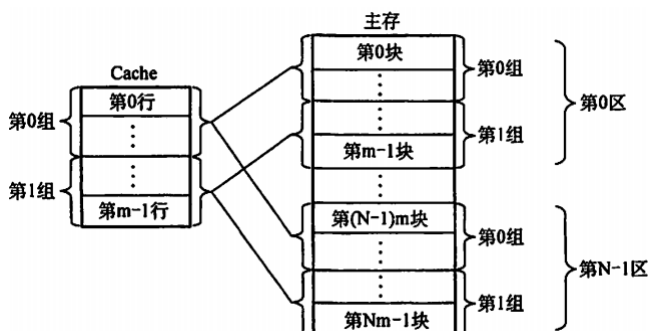 主存
Cache
第0组
第1组
第0行
⋮
⋮
第m-1行
第0块
⋮
⋮
第m-1块
⋮
第(N-1)m块
⋮
⋮
第Nm-1块
第0组
第1组
第0组
第1组
第0区
第N-1区